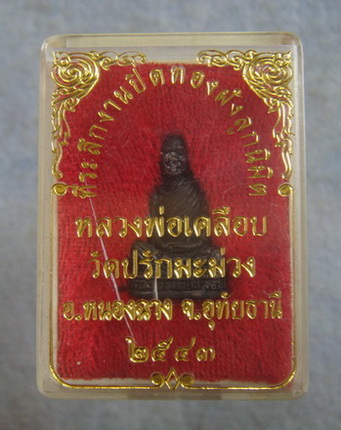 ที่ระลึกงานปิดทองฝังลูกนิมิต
หลวงพ่อเคลือบ
วัดปรักมะม่วง
อ.หนองฉาง จ.อุทัยธานี
๒๕๔๓